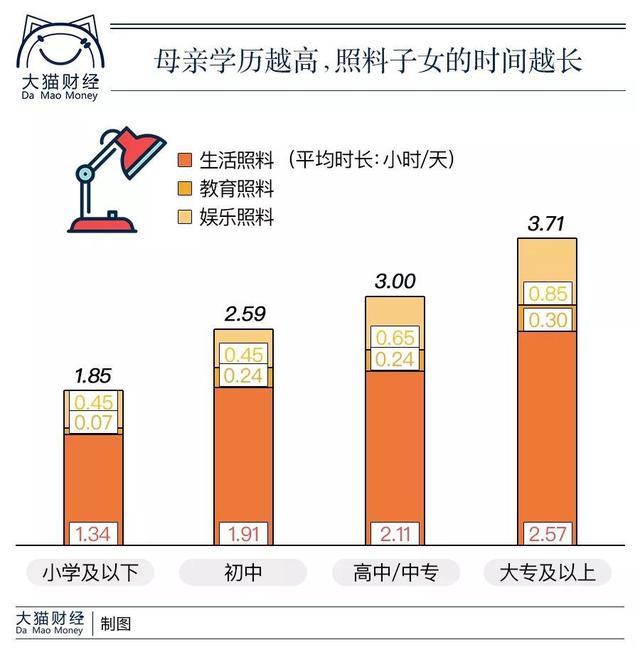 大猫财经
Da Mao Money
母亲学历越高,照料子女的时间越长
生活照料 (平均时长:小时/天)
教育照料
娱乐照料
1.85
0.45
0.07
1.34
2.59
0.45
0.24
1.91
3.00
0.65
0.24
2.11
3.71
0.85
0.30
2.57
小学及以下
初中
高中/中专
大专及以上
大猫财经
Da Mao Money
制图